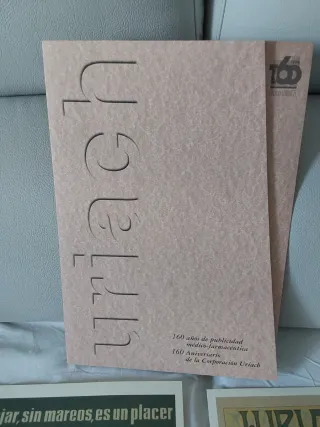 uriach
160
160 años de publicidad
médico-farmacéutica
160 Aniversario
de la Corporación Uriach
jar, sin mareos, es un placer